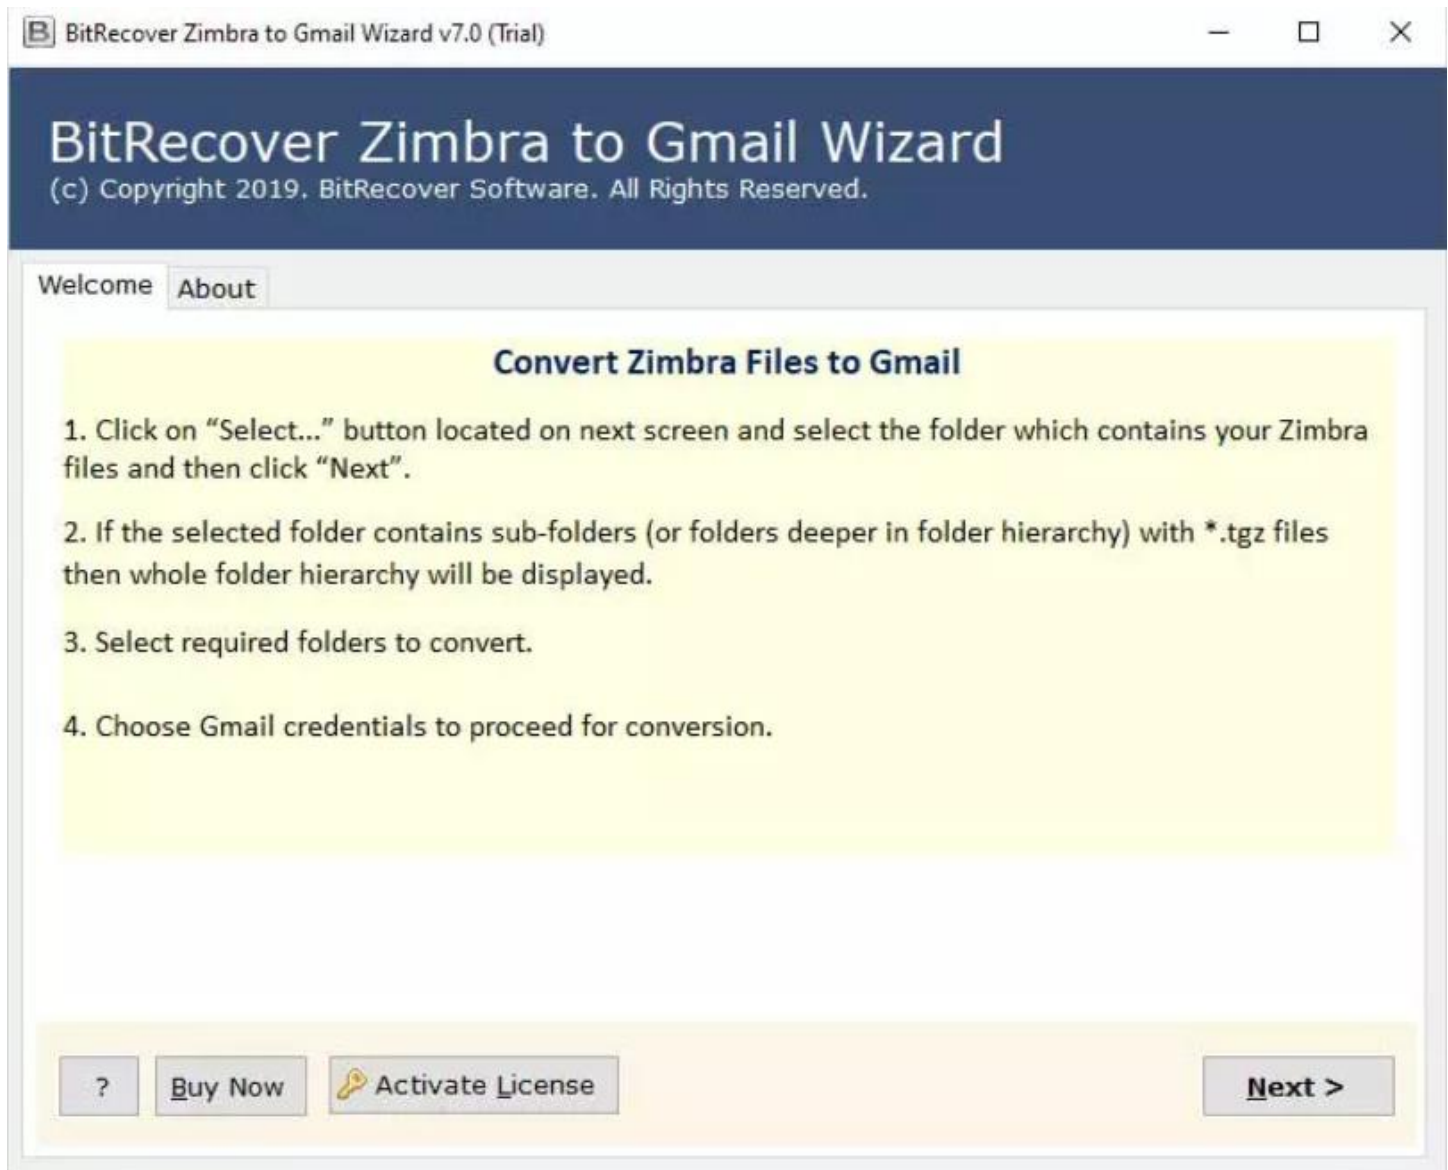 BitRecover Zimbra to Gmail Wizard v7.0 (Trial)
BitRecover Zimbra to Gmail Wizard
(c) Copyright 2019. BitRecover Software. All Rights Reserved.
Welcome About
Convert Zimbra Files to Gmail
1. Click on “Select...” button located on next screen and select the folder which contains your Zimbra
files and then click “Next”.
2. If the selected folder contains sub-folders (or folders deeper in folder hierarchy) with *.tgz files
then whole folder hierarchy will be displayed.
3. Select required folders to convert.
4. Choose Gmail credentials to proceed for conversion.
? Buy Now Activate License Next >